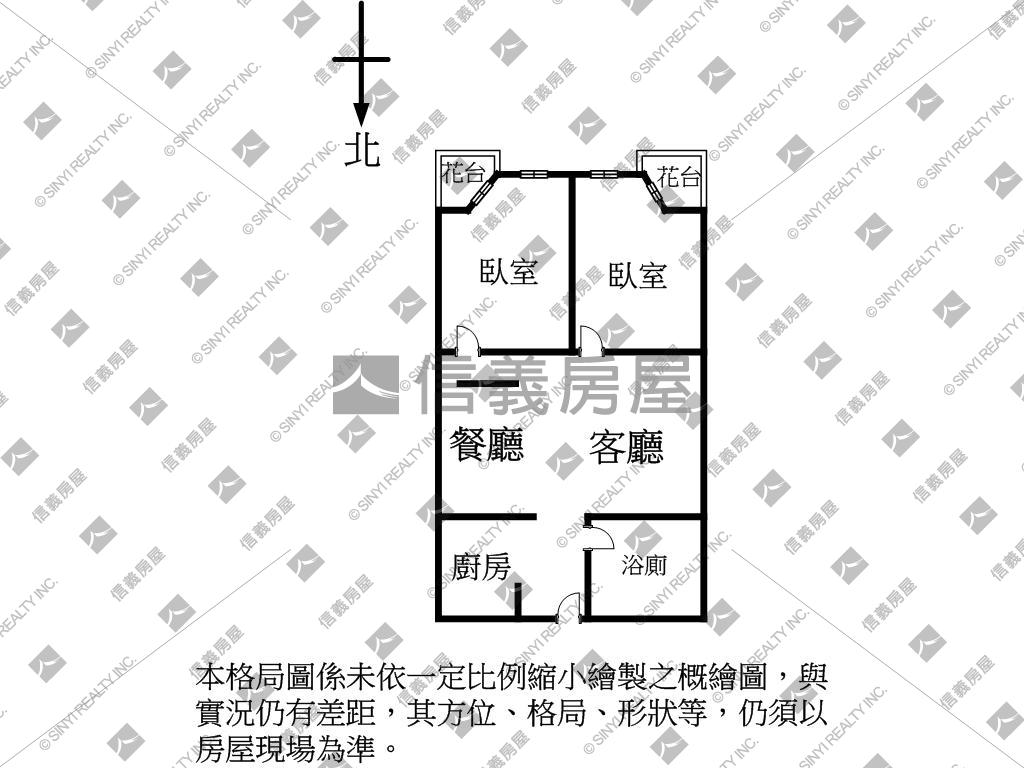 北
花台
花台
臥室
臥室
信義房屋
餐廳
客廳
廚房
浴廁
本格局圖係未依一定比例縮小繪製之概繪圖，與
實況仍有差距，其方位、格局、形狀等，仍須以
房屋現場為準。
信義房屋
© SINYI REALTY INC.